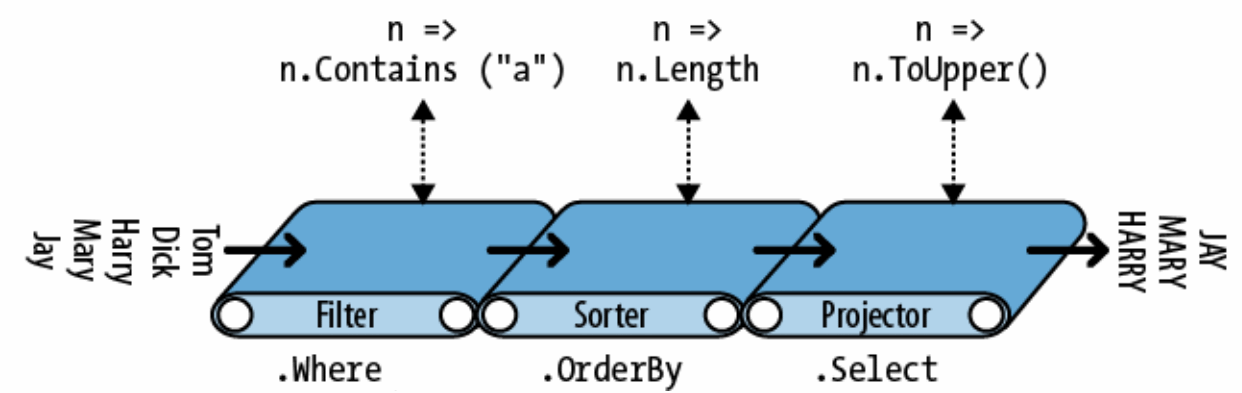 n =>
n.Contains ("a")
n =>
n.Length
n =>
n.ToUpper()
Tom
Dick
Harry
Mary
Jay
JAY
MARY
HARRY
Filter
Sorter
Projector
.Where
.OrderBy
.Select